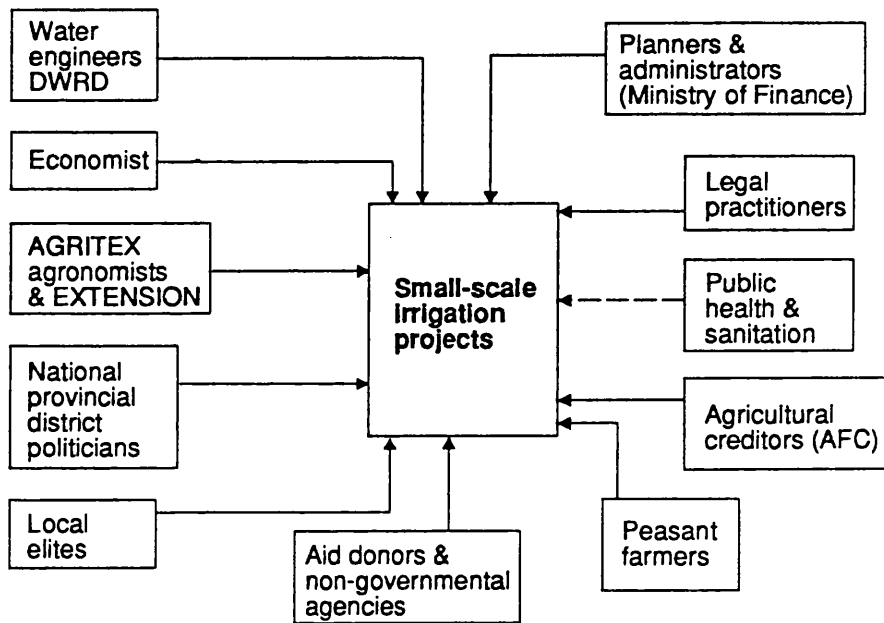 Water
engineers
DWRD
Planners &
administrators
(Ministry of Finance)
Economist
Legal
practitioners
AGRITEX
agronomists
& EXTENSION
Small-scale
irrigation
projects
Public
health &
sanitation
National
provincial
district
politicians
Agricultural
creditors (AFC)
Local
elites
Aid donors &
non-governmental
agencies
Peasant
farmers